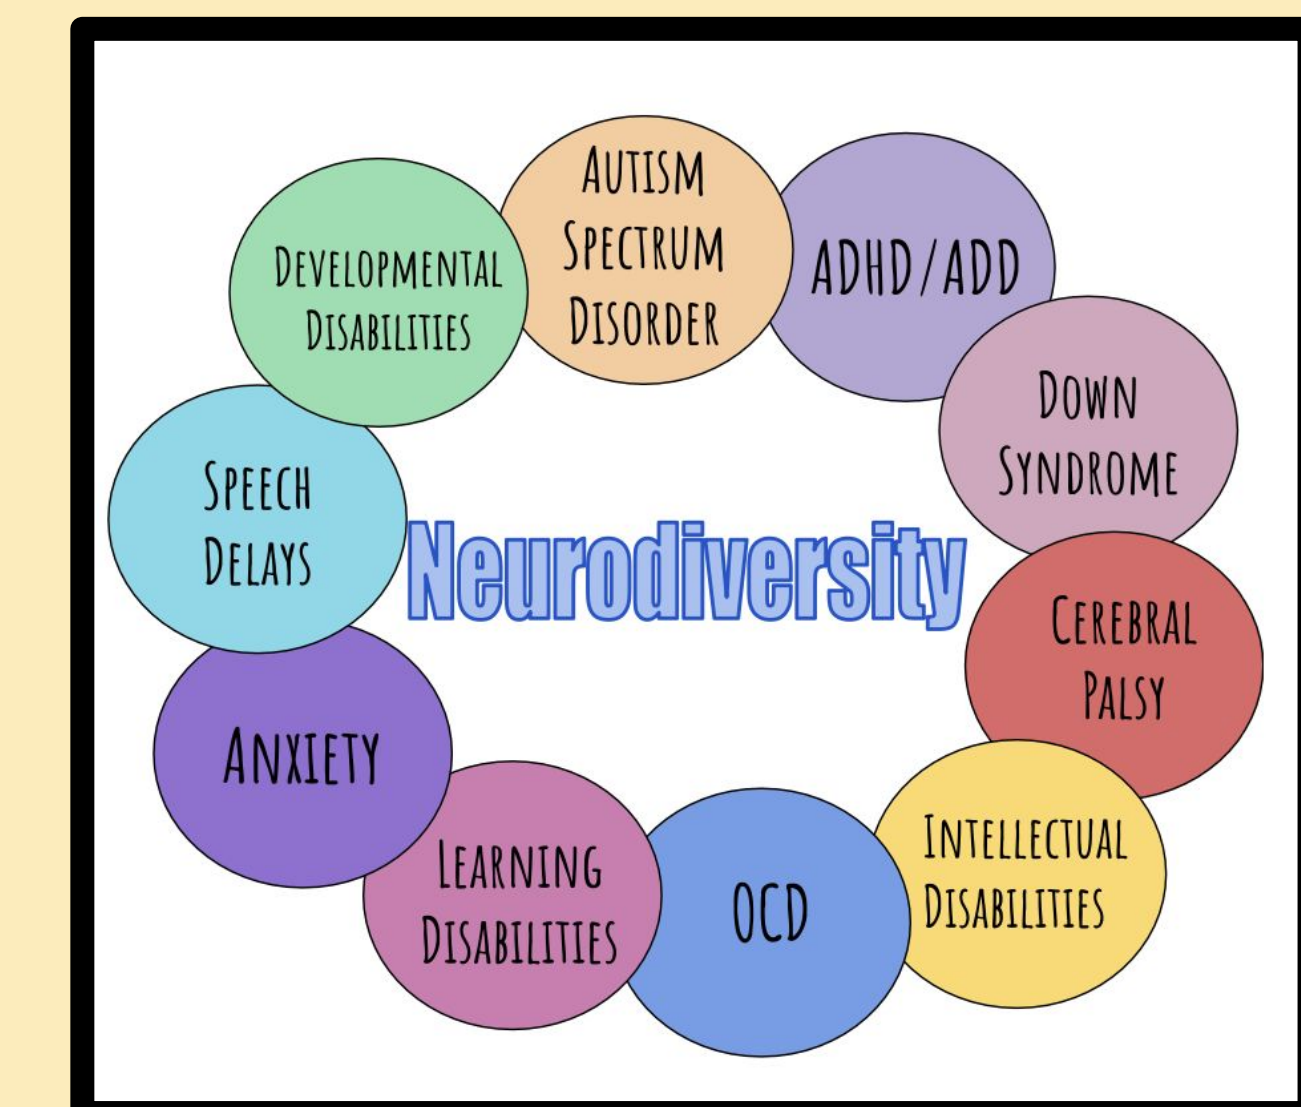 Autism
Spectrum
Disorder
ADHD/ADD
Down
Syndrome
Cerebral
Palsy
Intellectual
Disabilities
OCD
Learning
Disabilities
Anxiety
Speech
Delays
Developmental
Disabilities
Neurodiversity